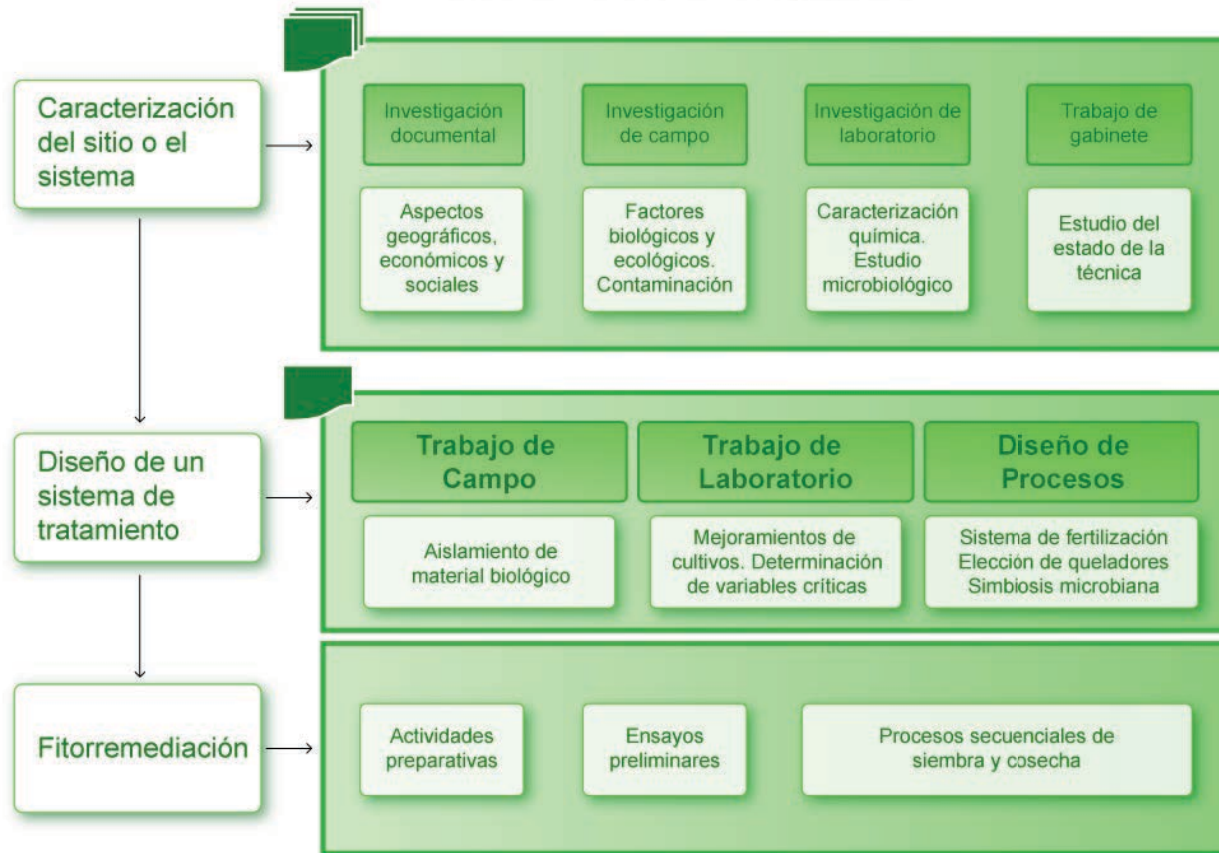 Caracterización
del sitio o el
sistema
Investigación
documental
Investigación
de campo
Investigación de
laboratorio
Trabajo de
gabinete
Aspectos
geográficos,
económicos y
sociales
Factores
biológicos y
ecológicos.
Contaminación
Caracterización
química.
Estudio
microbiológico
Estudio del
estado de la
técnica
Diseño de un
sistema de
tratamiento
Trabajo de
Campo
Trabajo de
Laboratorio
Diseño de
Procesos
Aislamiento de
material biológico
Mejoramientos de
cultivos. Determinación
de variables críticas
Sistema de fertilización
Elección de queladores
Simbiosis microbiana
Fitorremediación
Actividades
preparativas
Ensayos
preliminares
Procesos secuenciales de
siembra y cosecha